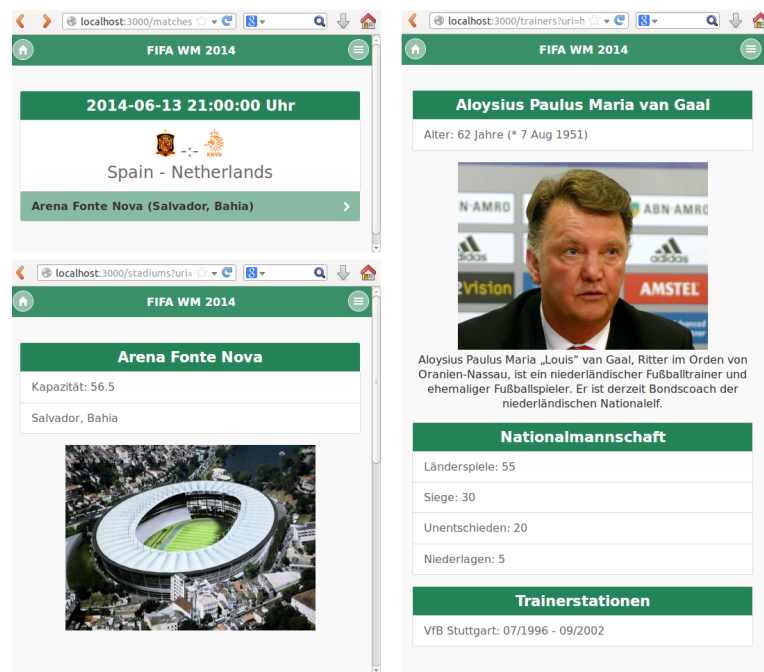 localhost:3000/matches
FIFA WM 2014
2014-06-13 21:00:00 Uhr
-:-
KNVB
Spain - Netherlands
Arena Fonte Nova (Salvador, Bahia)
localhost:3000/stadiums?uri=
FIFA WM 2014
Arena Fonte Nova
Kapazität: 56.5
Salvador, Bahia
localhost:3000/trainers?uri=h
FIFA WM 2014
Aloysius Paulus Maria van Gaal
Alter: 62 Jahre (* 7 Aug 1951)
N·AMRO
ABN·AMRO
adidas
adidas
2Vision
AMSTEL
Aloysius Paulus Maria „Louis“ van Gaal, Ritter im Orden von
Oranien-Nassau, ist ein niederländischer Fußballtrainer und
ehemaliger Fußballspieler. Er ist derzeit Bondscoach der
niederländischen Nationalelf.
Nationalmannschaft
Länderspiele: 55
Siege: 30
Unentschieden: 20
Niederlagen: 5
Trainerstationen
VfB Stuttgart: 07/1996 - 09/2002